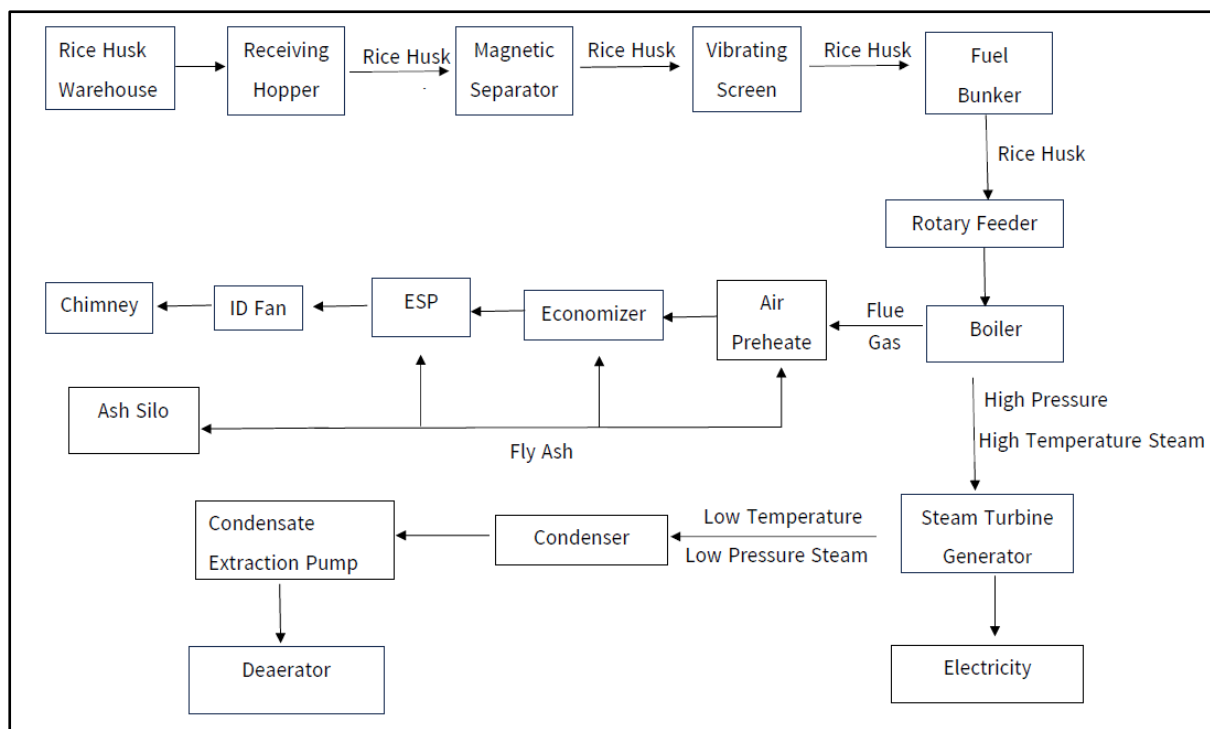 Rice Husk
Warehouse
Receiving
Hopper
Rice Husk
Magnetic
Separator
Rice Husk
Vibrating
Screen
Rice Husk
Fuel
Bunker
Rice Husk
Rotary Feeder
Boiler
Flue
Gas
Air
Preheate
Economizer
ESP
ID Fan
Chimney
Ash Silo
Fly Ash
High Pressure
High Temperature Steam
Steam Turbine
Generator
Low Temperature
Low Pressure Steam
Condenser
Condensate
Extraction Pump
Deaerator
Electricity